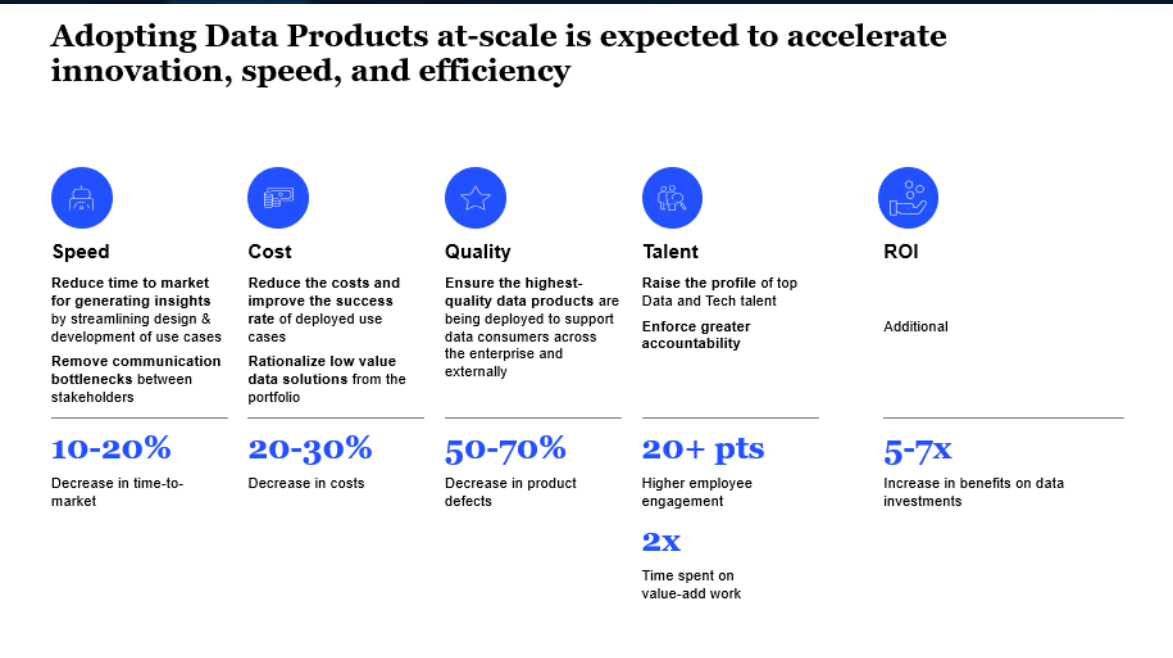 Adopting Data Products at-scale is expected to accelerate
innovation, speed, and efficiency
Speed
Reduce time to market
for generating insights
by streamlining design &
development of use cases
Remove communication
bottlenecks between
stakeholders
10-20%
Decrease in time-to-
market
Cost
Reduce the costs and
improve the success
rate of deployed use
cases
Rationalize low value
data solutions from the
portfolio
20-30%
Decrease in costs
Quality
Ensure the highest-
quality data products are
being deployed to support
data consumers across
the enterprise and
externally
50-70%
Decrease in product
defects
Talent
Raise the profile of top
Data and Tech talent
Enforce greater
accountability
20+ pts
Higher employee
engagement
2x
Time spent on
value-add work
ROI
Additional
5-7x
Increase in benefits on data
investments